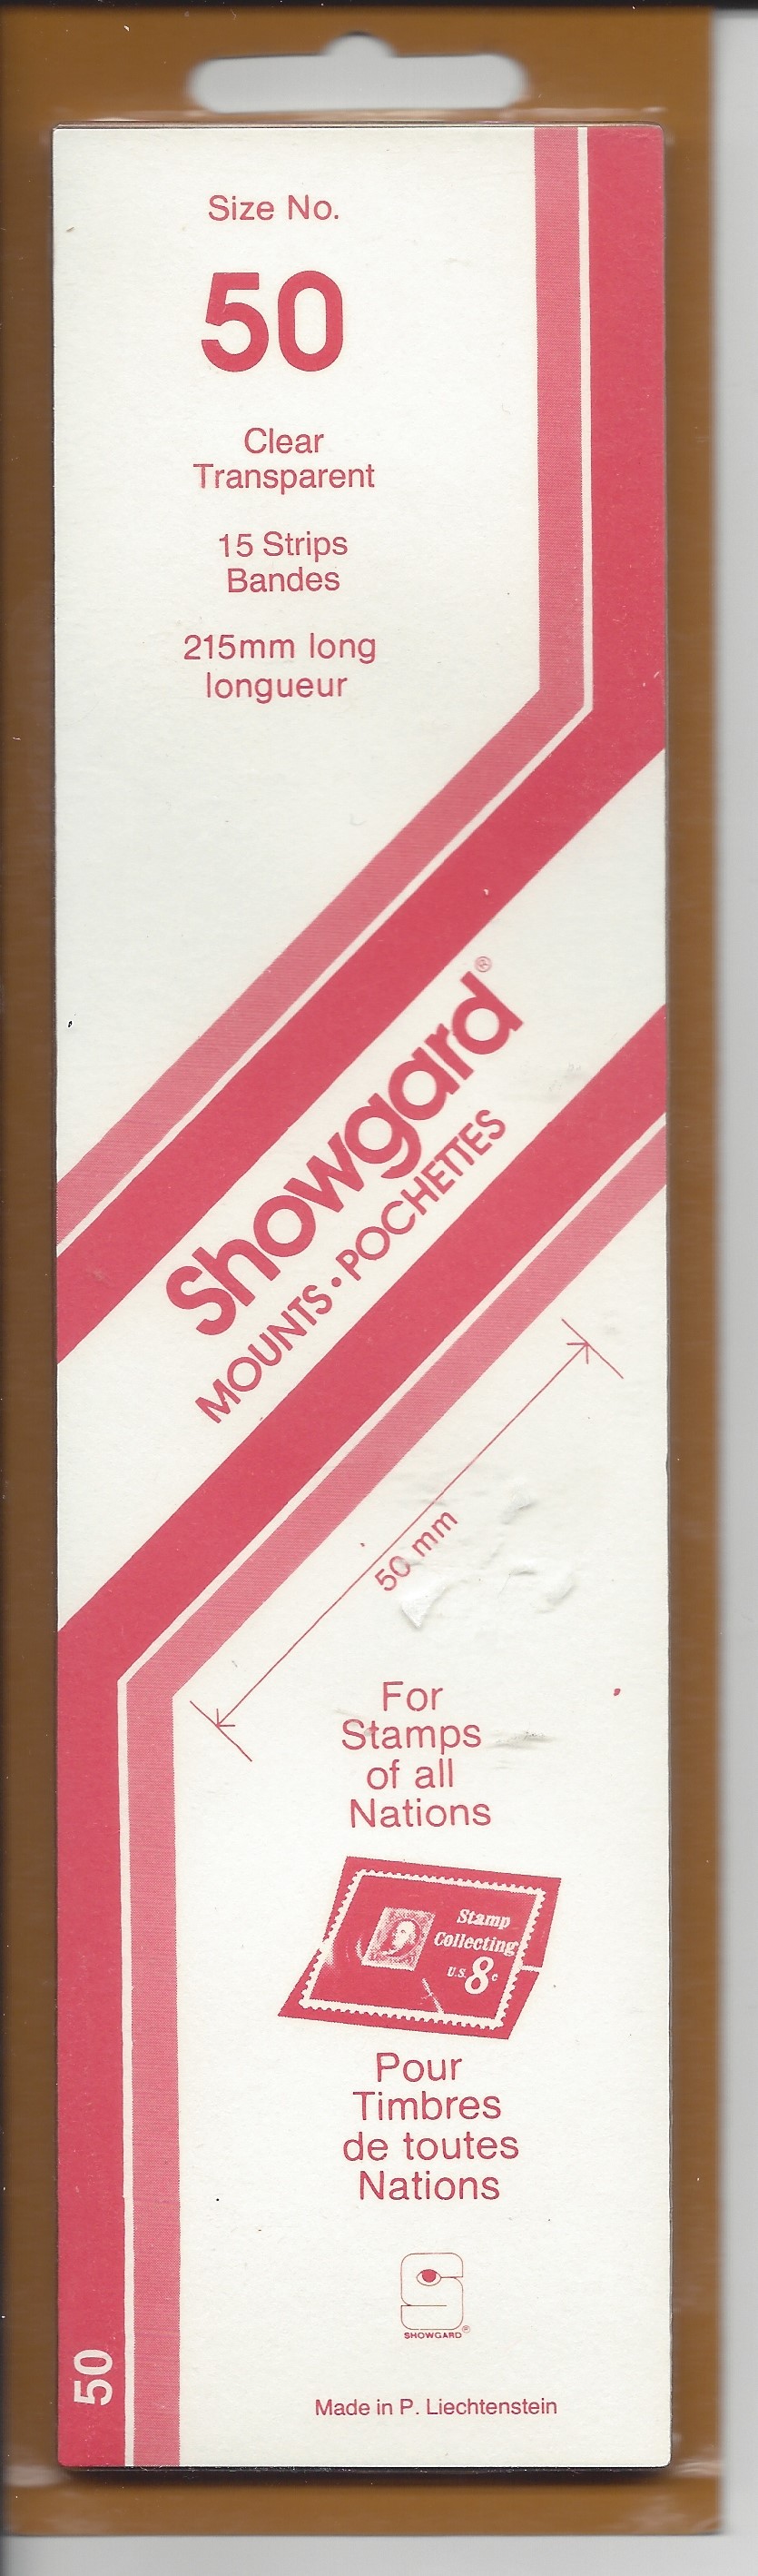 Size No.
50
Clear
Transparent
15 Strips
Bandes
215mm long
longueur
Showgard®
MOUNTS · POCHETTES
50 mm
For
Stamps
of all
Nations
Stamp
Collecting
U.S. 8c
Pour
Timbres
de toutes
Nations
S
SHOWGARD®
Made in P. Liechtenstein
50